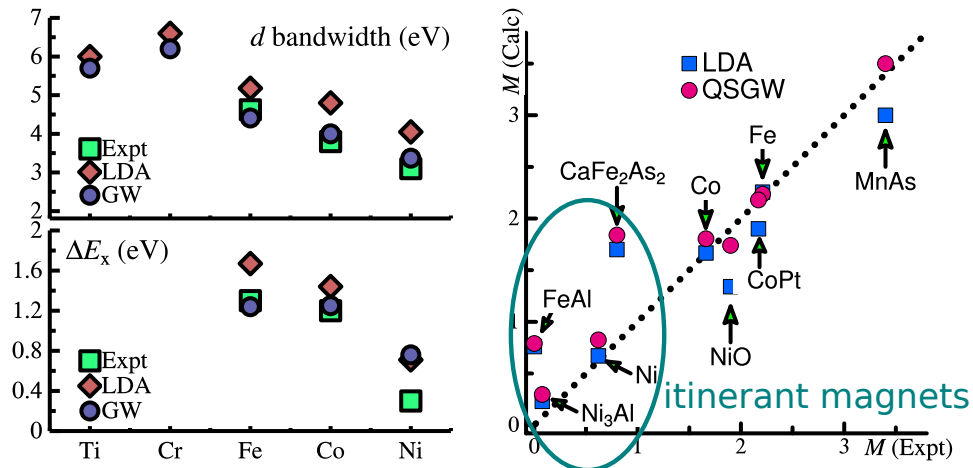 7
6
5
4
3
2
d bandwidth (eV)
Expt
LDA
GW
2
1.6
1.2
0.8
0.4
0
ΔEx (eV)
Expt
LDA
GW
Ti Cr Fe Co Ni
M (Calc)
3
2
1
0
LDA
QSGW
Fe
CaFe₂As₂
Co
MnAs
CoPt
FeAl
NiO
Ni
Ni₃Al
itinerant magnets
0 1 2 3 M (Expt)